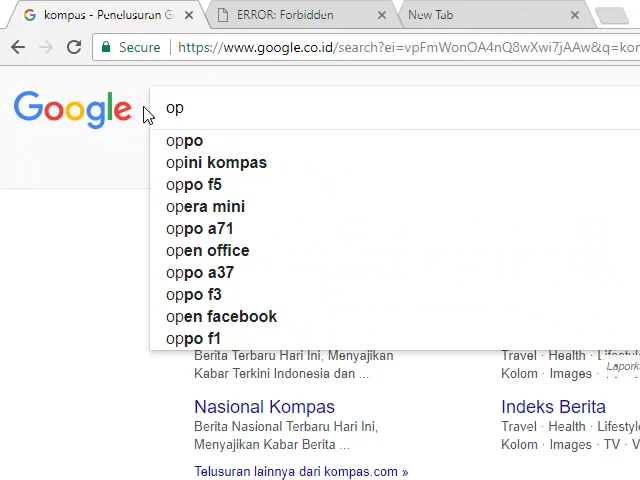 kompas - Penelusuran G
ERROR: Forbidden
New Tab
Secure
https://www.google.co.id/search?ei=vpFmWonOA4nQ8wXwi7jAAw&q=kor
Google
op
oppo
opini kompas
oppo f5
opera mini
oppo a71
open office
oppo a37
oppo f3
open facebook
oppo f1
Berita Terbaru Hari Ini, Menyajikan
Kabar Terkini Indonesia dan ...
Travel · Health · Lifesty
Laporka
Kolom · Images ·
Nasional Kompas
Berita Nasional Terbaru Hari Ini,
Menyajikan Kabar Berita ...
Indeks Berita
Travel · Health · Lifestyle
Kolom · Images · TV · V
Telusuran lainnya dari kompas.com »